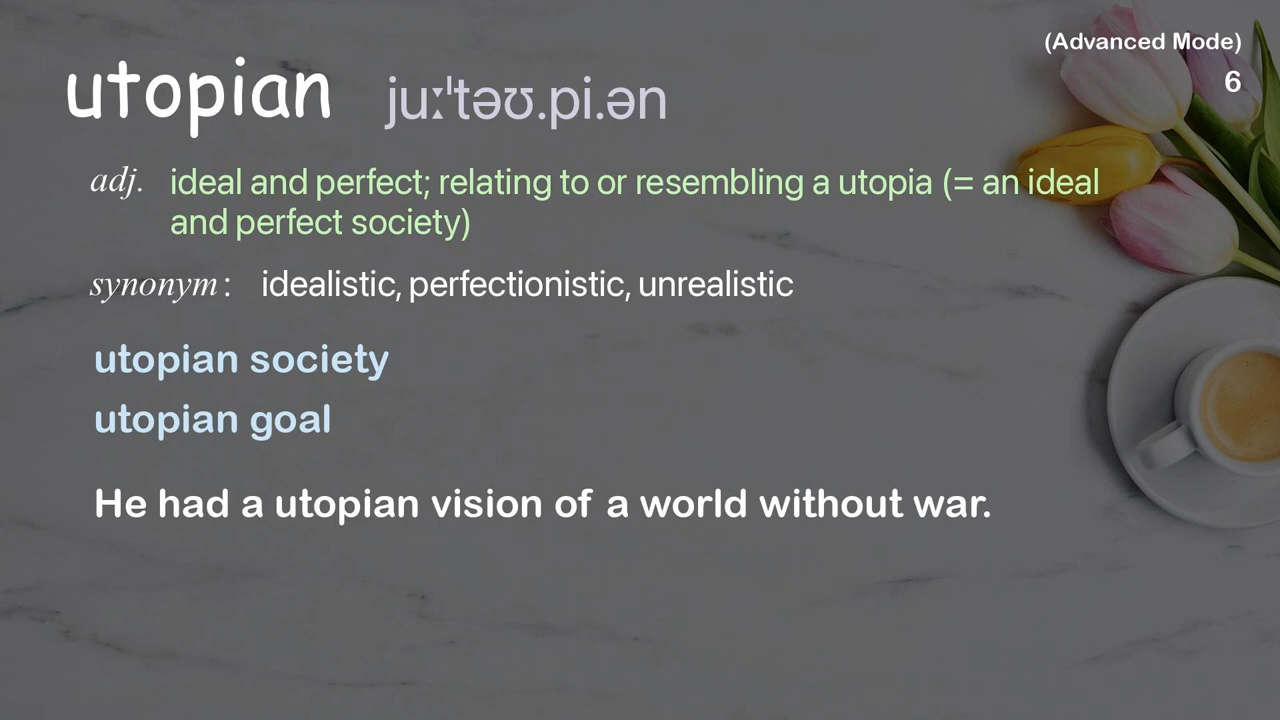 (Advanced Mode)
6
utopian juːˈtəʊ.pi.ən
adj. ideal and perfect; relating to or resembling a utopia (= an ideal
and perfect society)
synonym: idealistic, perfectionistic, unrealistic
utopian society
utopian goal
He had a utopian vision of a world without war.